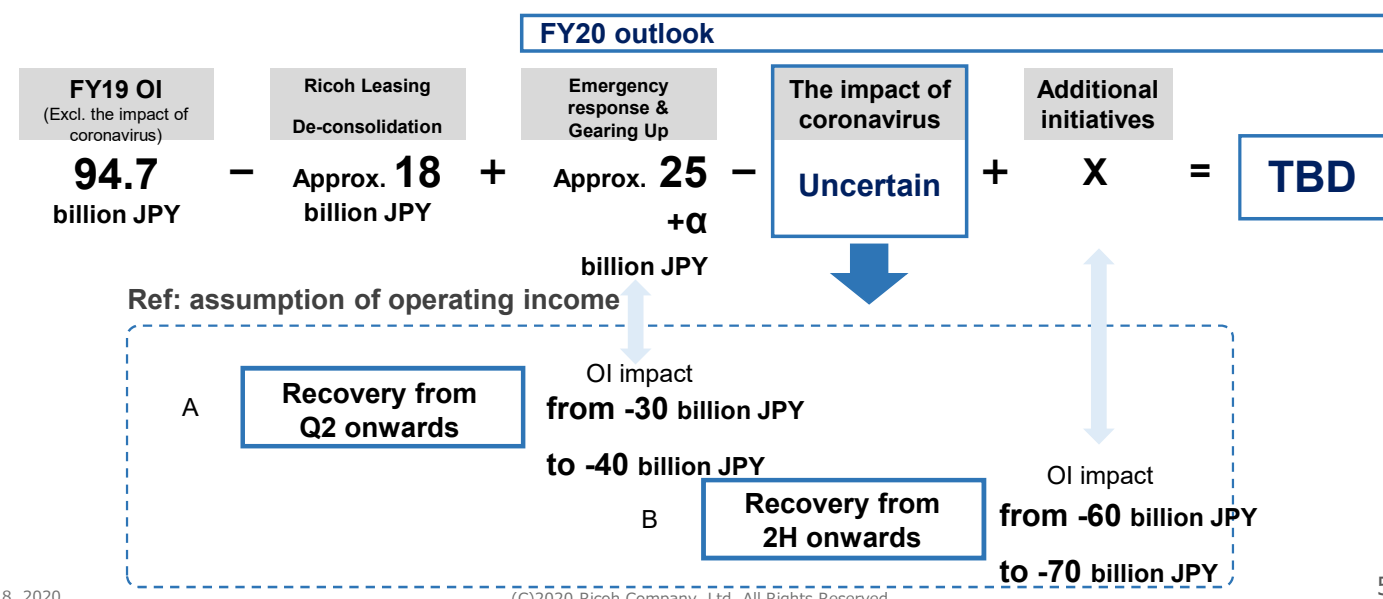 FY20 outlook
FY19 OI
(Excl. the impact of
coronavirus)
94.7
billion JPY
−
Ricoh Leasing
De-consolidation
Approx. 18
billion JPY
+
Emergency
response &
Gearing Up
Approx. 25
+α
billion JPY
−
The impact of
coronavirus
Uncertain
+
Additional
initiatives
X
=
TBD
Ref: assumption of operating income
A
Recovery from
Q2 onwards
OI impact
from -30 billion JPY
to -40 billion JPY
B
Recovery from
2H onwards
OI impact
from -60 billion JPY
to -70 billion JPY
8, 2020
(C)2020 Ricoh Company, Ltd. All Rights Reserved
5